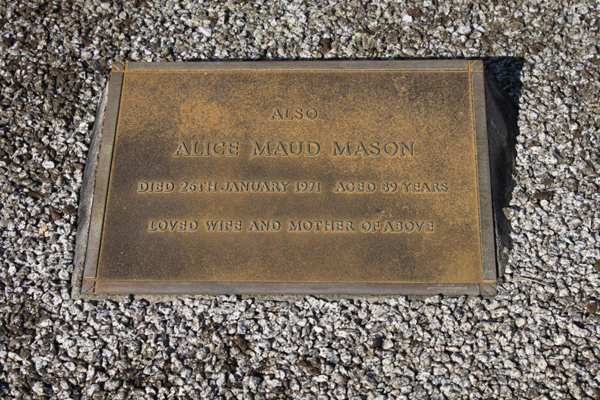 ALSO
ALICE MAUD MASON
DIED 26TH JANUARY 1971 AGED 89 YEARS
LOVED WIFE AND MOTHER OF ABOVE